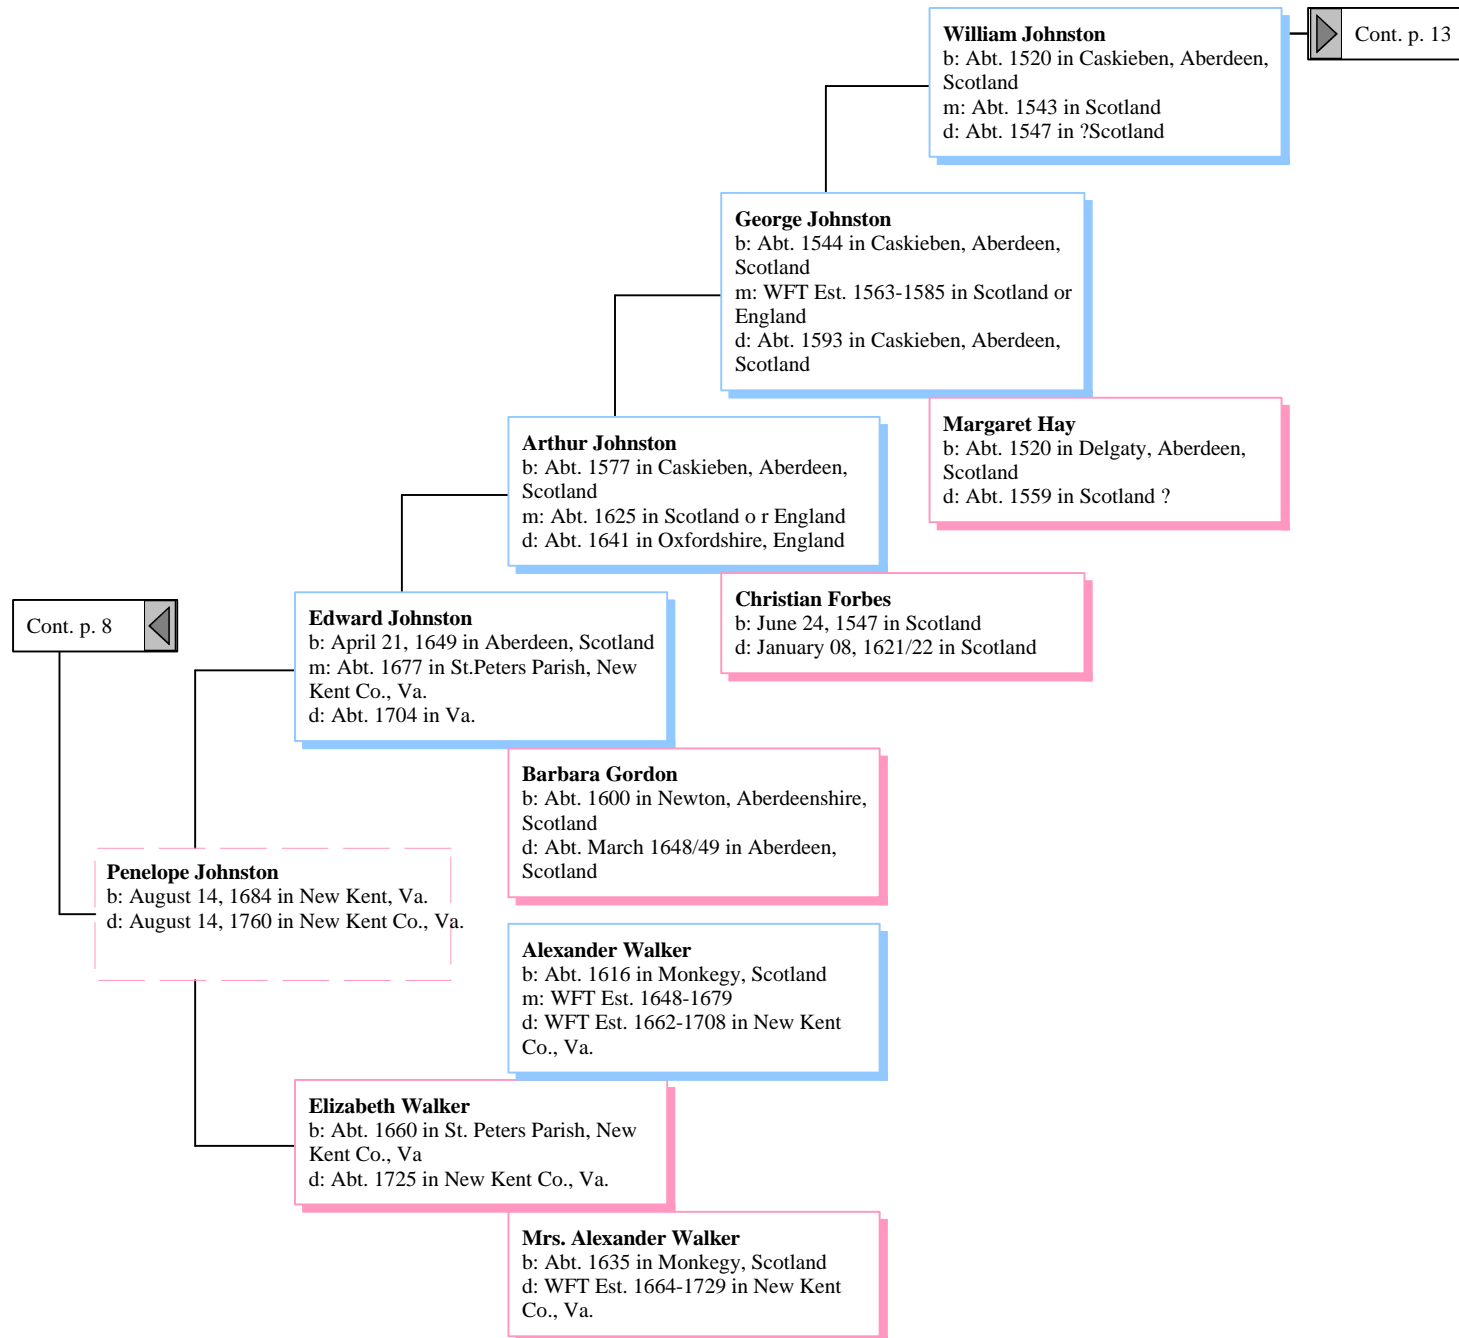 William Johnston
b: Abt. 1520 in Caskieben, Aberdeen,
Scotland
m: Abt. 1543 in Scotland
d: Abt. 1547 in ?Scotland
Cont. p. 13
George Johnston
b: Abt. 1544 in Caskieben, Aberdeen,
Scotland
m: WFT Est. 1563-1585 in Scotland or
England
d: Abt. 1593 in Caskieben, Aberdeen,
Scotland
Margaret Hay
b: Abt. 1520 in Delgaty, Aberdeen,
Scotland
d: Abt. 1559 in Scotland ?
Arthur Johnston
b: Abt. 1577 in Caskieben, Aberdeen,
Scotland
m: Abt. 1625 in Scotland o r England
d: Abt. 1641 in Oxfordshire, England
Christian Forbes
b: June 24, 1547 in Scotland
d: January 08, 1621/22 in Scotland
Cont. p. 8
Edward Johnston
b: April 21, 1649 in Aberdeen, Scotland
m: Abt. 1677 in St.Peters Parish, New
Kent Co., Va.
d: Abt. 1704 in Va.
Barbara Gordon
b: Abt. 1600 in Newton, Aberdeenshire,
Scotland
d: Abt. March 1648/49 in Aberdeen,
Scotland
Penelope Johnston
b: August 14, 1684 in New Kent, Va.
d: August 14, 1760 in New Kent Co., Va.
Alexander Walker
b: Abt. 1616 in Monkegy, Scotland
m: WFT Est. 1648-1679
d: WFT Est. 1662-1708 in New Kent
Co., Va.
Elizabeth Walker
b: Abt. 1660 in St. Peters Parish, New
Kent Co., Va
d: Abt. 1725 in New Kent Co., Va.
Mrs. Alexander Walker
b: Abt. 1635 in Monkegy, Scotland
d: WFT Est. 1664-1729 in New Kent
Co., Va.